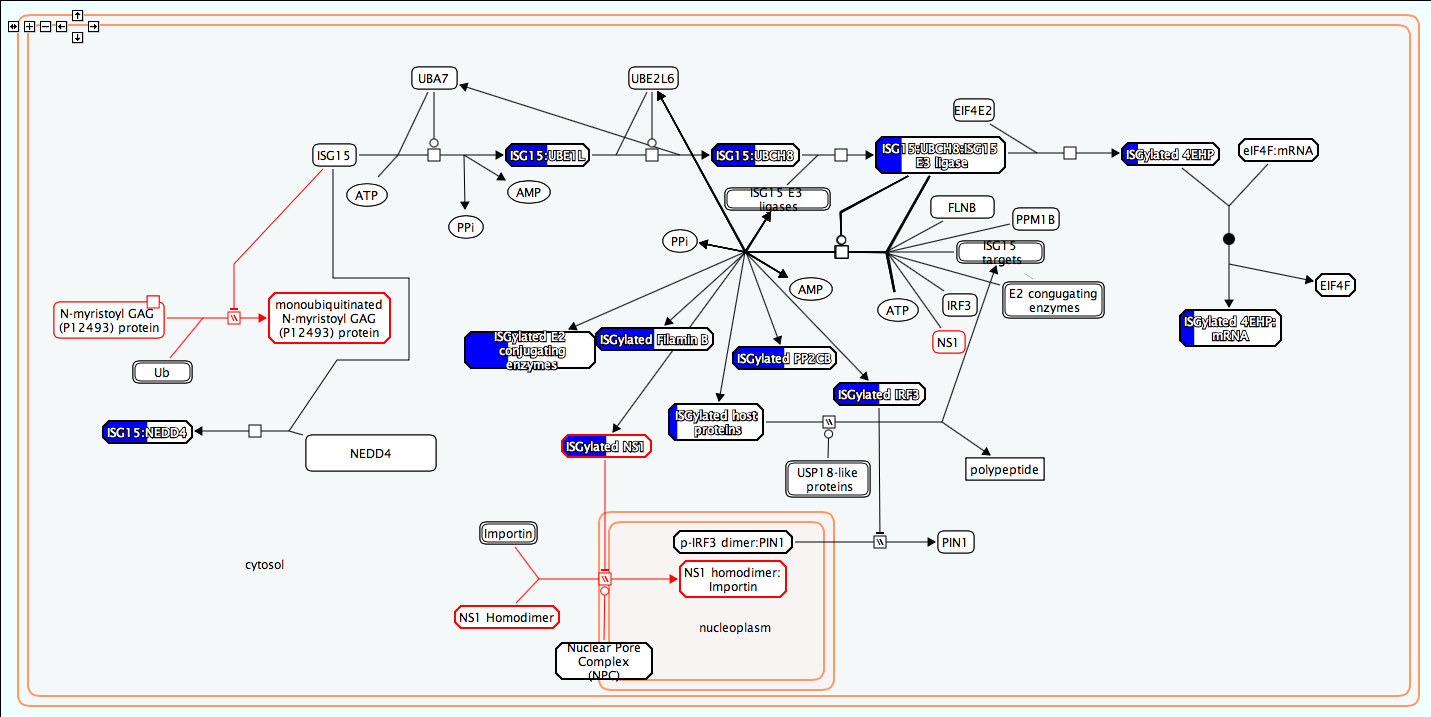 UBA7
UBE2L6
EIF4E2
ISG15
ISG15:UBE1L
ISG15:UBCH8
ISG15:UBCH8:ISG15
E3 ligase
ISGylated 4EHP
eIF4F:mRNA
ATP
AMP
PPi
ISG15 E3
ligases
FLNB
PPM1B
PPi
ISG15
targets
AMP
E2 congugating
enzymes
ATP
IRF3
EIF4F
NS1
N-myristoyl GAG
(P12493) protein
monoubiquitinated
N-myristoyl GAG
(P12493) protein
ISGylated 4EHP:
mRNA
ISGylated E2
conjugating
enzymes
ISGylated Filamin B
ISGylated PP2CB
Ub
ISGylated IRF3
ISGylated host
proteins
ISG15:NEDD4
NEDD4
ISGylated NS1
USP18-like
proteins
polypeptide
Importin
p-IRF3 dimer:PIN1
PIN1
cytosol
NS1 homodimer:
Importin
NS1 Homodimer
nucleoplasm
Nuclear Pore
Complex
(NPC)